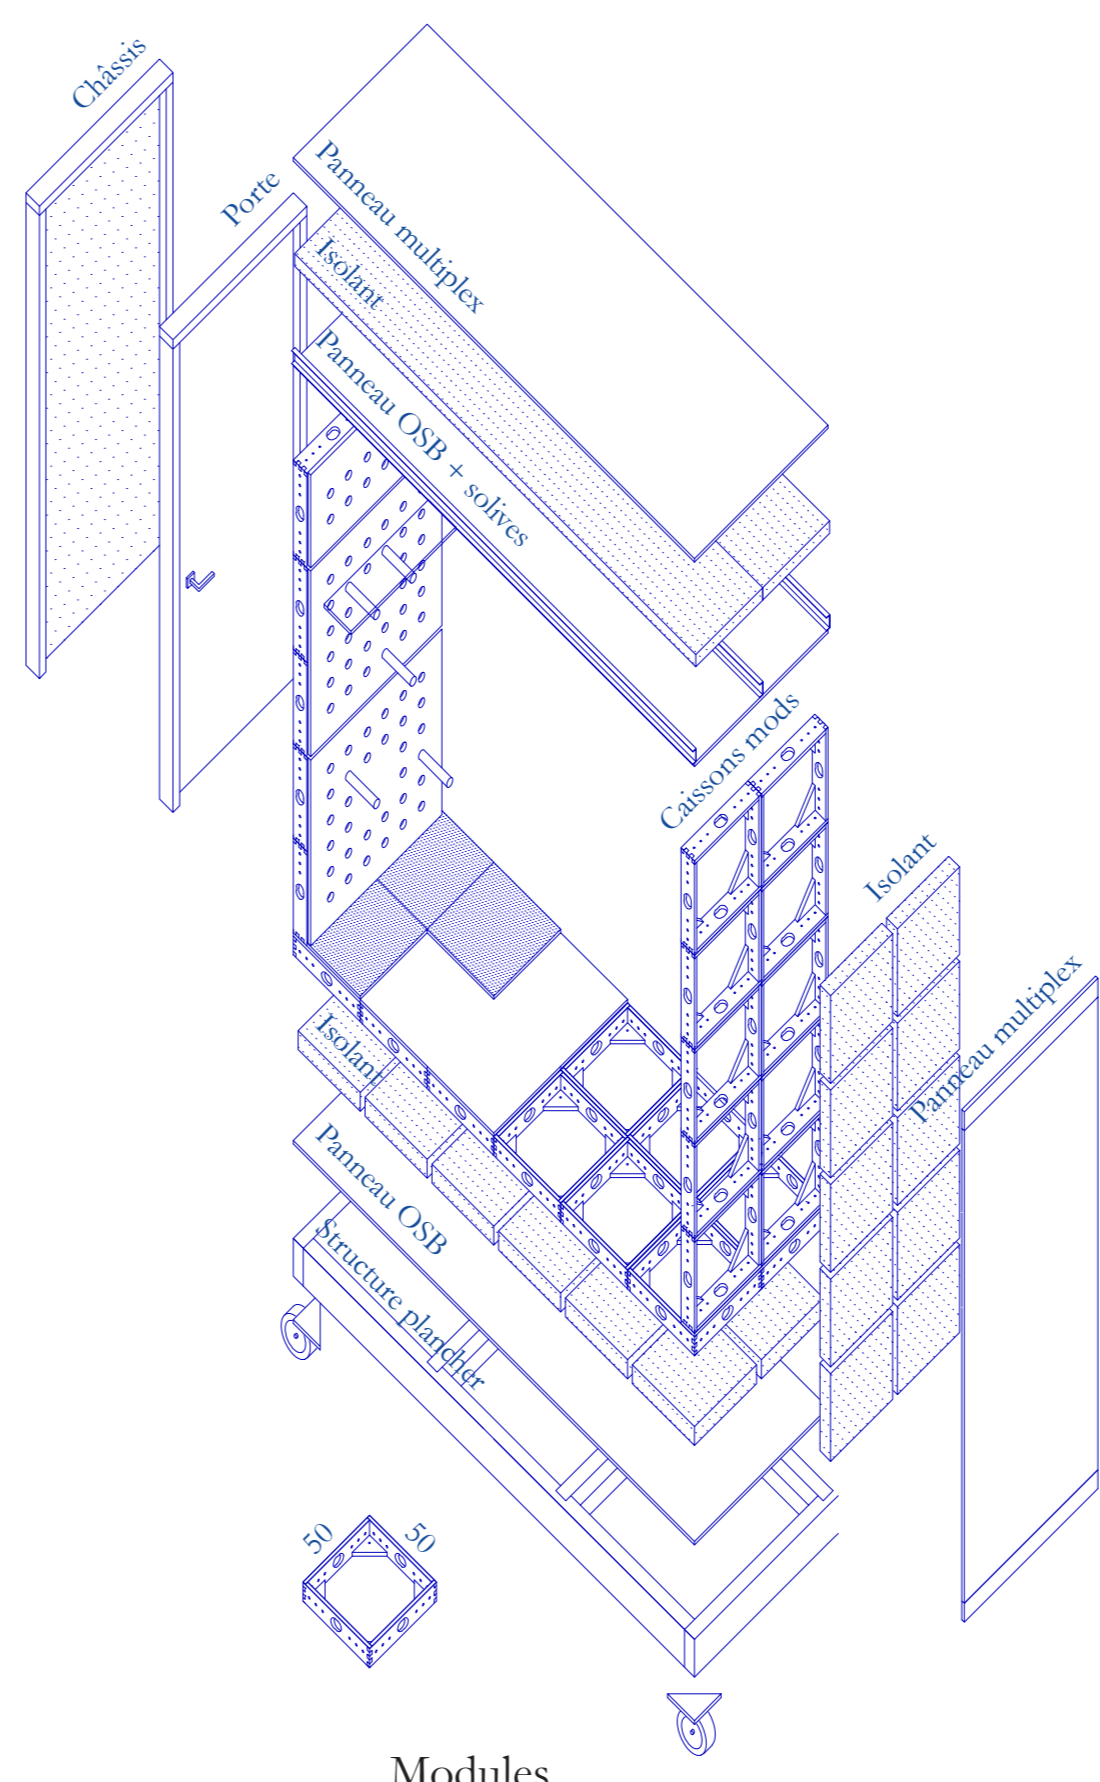 Châssis
Porte
Panneau multiplex
Isolant
Panneau OSB + solives
Caissons mods
Isolant
Panneau multiplex
Isolant
Panneau OSB
Structure plancher
50
50
Modules